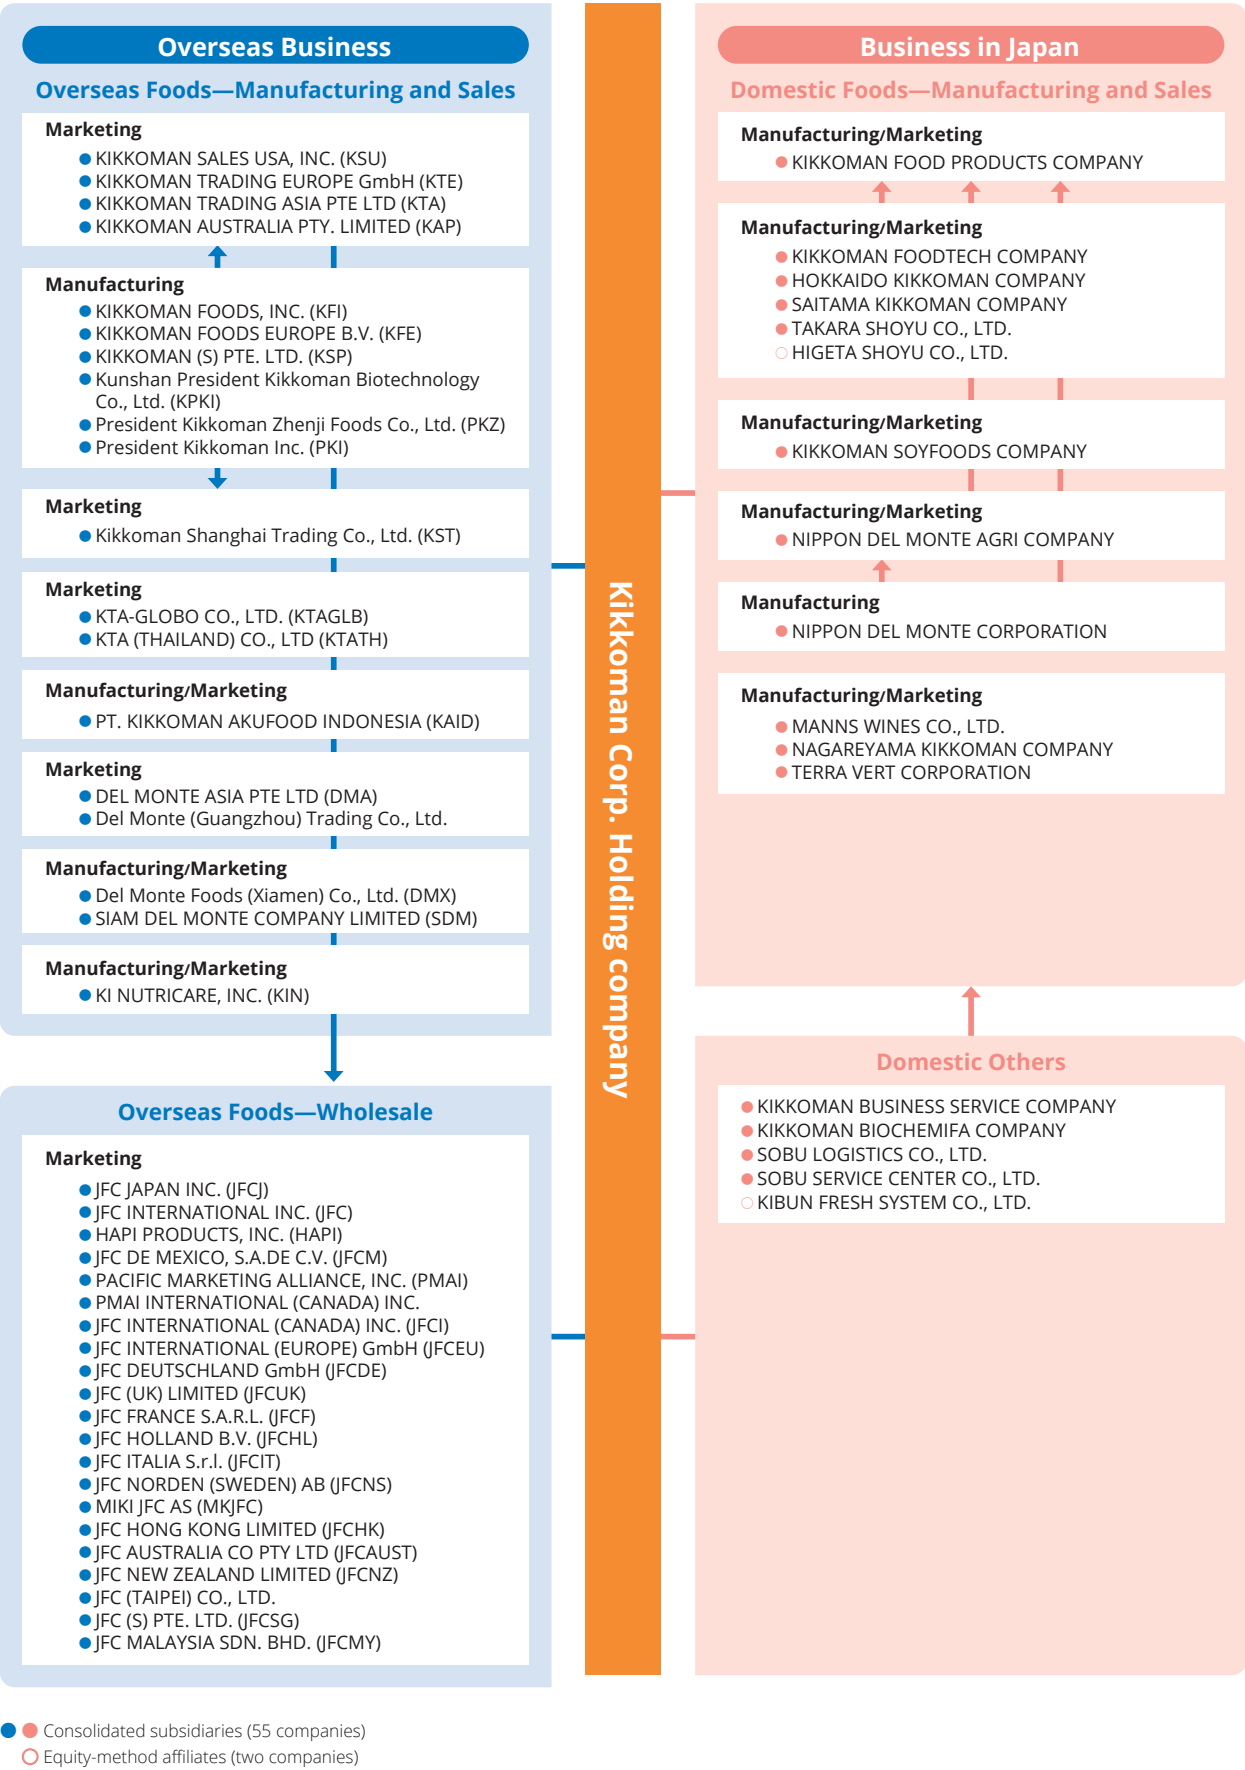 Overseas Business
Overseas Foods—Manufacturing and Sales
Marketing
KIKKOMAN SALES USA, INC. (KSU)
KIKKOMAN TRADING EUROPE GmbH (KTE)
KIKKOMAN TRADING ASIA PTE LTD (KTA)
KIKKOMAN AUSTRALIA PTY. LIMITED (KAP)
Manufacturing
KIKKOMAN FOODS, INC. (KFI)
KIKKOMAN FOODS EUROPE B.V. (KFE)
KIKKOMAN (S) PTE. LTD. (KSP)
Kunshan President Kikkoman Biotechnology
Co., Ltd. (KPKI)
President Kikkoman Zhenji Foods Co., Ltd. (PKZ)
President Kikkoman Inc. (PKI)
Marketing
Kikkoman Shanghai Trading Co., Ltd. (KST)
Marketing
KTA-GLOBO CO., LTD. (KTAGLB)
KTA (THAILAND) CO., LTD (KTATH)
Manufacturing/Marketing
PT. KIKKOMAN AKUFOOD INDONESIA (KAID)
Marketing
DEL MONTE ASIA PTE LTD (DMA)
Del Monte (Guangzhou) Trading Co., Ltd.
Manufacturing/Marketing
Del Monte Foods (Xiamen) Co., Ltd. (DMX)
SIAM DEL MONTE COMPANY LIMITED (SDM)
Manufacturing/Marketing
KI NUTRICARE, INC. (KIN)
Overseas Foods—Wholesale
Marketing
JFC JAPAN INC. (JFCJ)
JFC INTERNATIONAL INC. (JFC)
HAPI PRODUCTS, INC. (HAPI)
JFC DE MEXICO, S.A.DE C.V. (JFCM)
PACIFIC MARKETING ALLIANCE, INC. (PMAI)
PMAI INTERNATIONAL (CANADA) INC.
JFC INTERNATIONAL (CANADA) INC. (JFCI)
JFC INTERNATIONAL (EUROPE) GmbH (JFCEU)
JFC DEUTSCHLAND GmbH (JFCDE)
JFC (UK) LIMITED (JFCUK)
JFC FRANCE S.A.R.L. (JFCF)
JFC HOLLAND B.V. (JFCHL)
JFC ITALIA S.r.l. (JFCIT)
JFC NORDEN (SWEDEN) AB (JFCNS)
MIKI JFC AS (MKJFC)
JFC HONG KONG LIMITED (JFCHK)
JFC AUSTRALIA CO PTY LTD (JFCAUST)
JFC NEW ZEALAND LIMITED (JFCNZ)
JFC (TAIPEI) CO., LTD.
JFC (S) PTE. LTD. (JFCSG)
JFC MALAYSIA SDN. BHD. (JFCMY)
Kikkoman Corp. Holding company
Business in Japan
Domestic Foods—Manufacturing and Sales
Manufacturing/Marketing
KIKKOMAN FOOD PRODUCTS COMPANY
Manufacturing/Marketing
KIKKOMAN FOODTECH COMPANY
HOKKAIDO KIKKOMAN COMPANY
SAITAMA KIKKOMAN COMPANY
TAKARA SHOYU CO., LTD.
HIGETA SHOYU CO., LTD.
Manufacturing/Marketing
KIKKOMAN SOYFOODS COMPANY
Manufacturing/Marketing
NIPPON DEL MONTE AGRI COMPANY
Manufacturing
NIPPON DEL MONTE CORPORATION
Manufacturing/Marketing
MANNS WINES CO., LTD.
NAGAREYAMA KIKKOMAN COMPANY
TERRA VERT CORPORATION
Domestic Others
KIKKOMAN BUSINESS SERVICE COMPANY
KIKKOMAN BIOCHEMIFA COMPANY
SOBU LOGISTICS CO., LTD.
SOBU SERVICE CENTER CO., LTD.
KIBUN FRESH SYSTEM CO., LTD.
Consolidated subsidiaries (55 companies)
Equity-method affiliates (two companies)